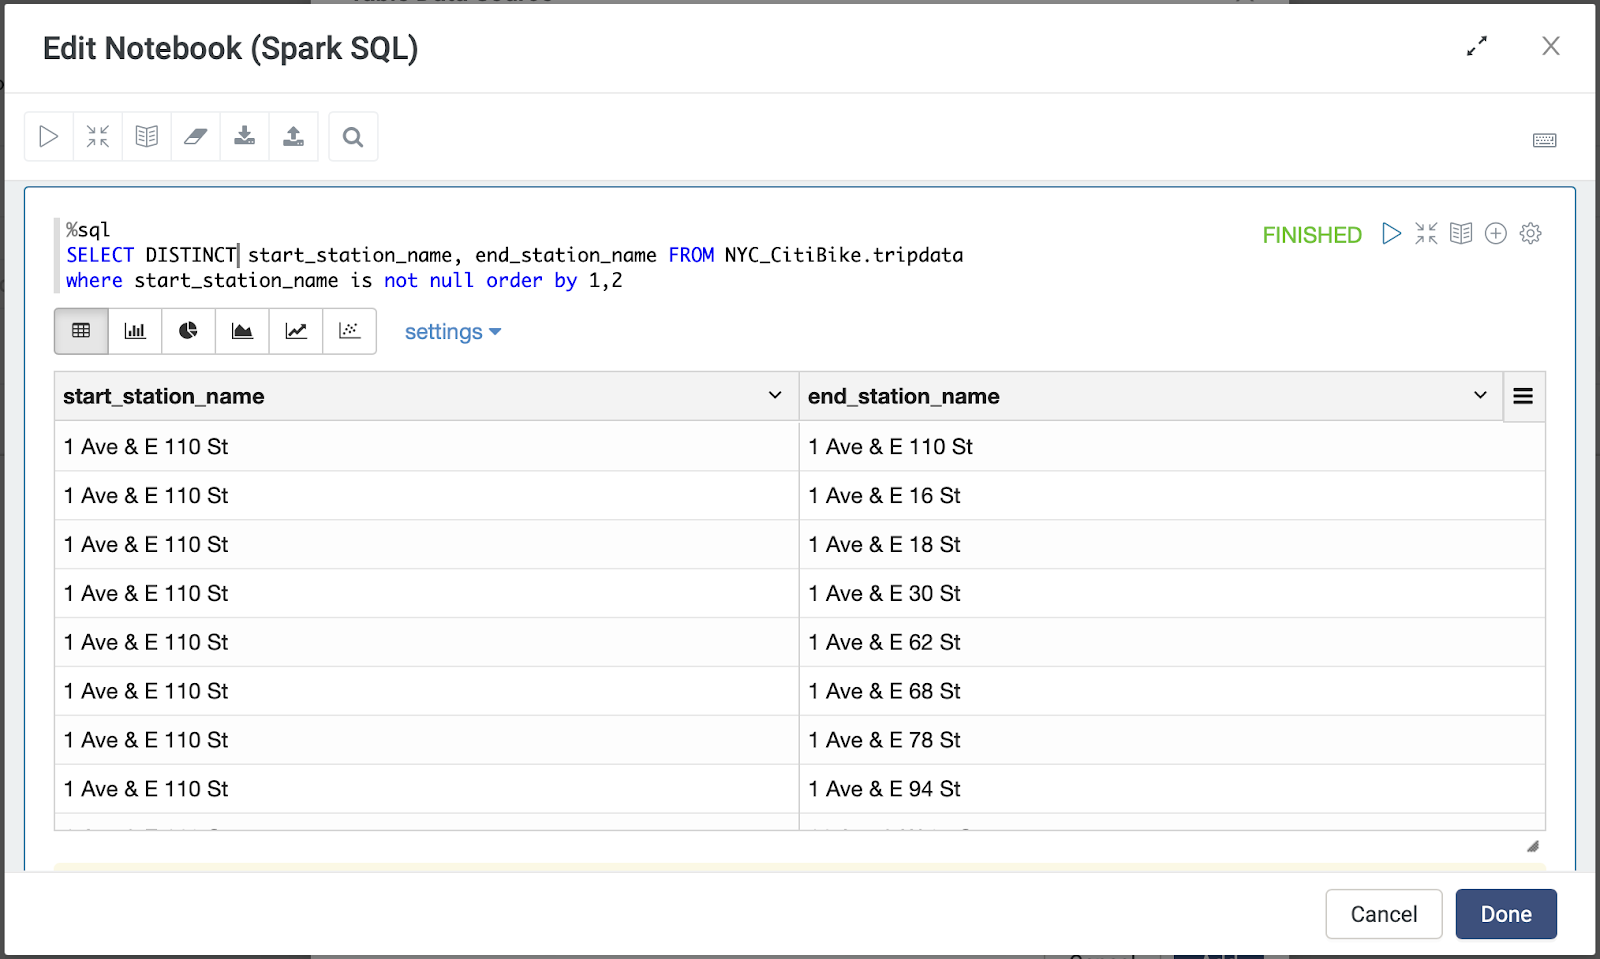 Edit Notebook (Spark SQL)
%sql
SELECT DISTINCT start_station_name, end_station_name FROM NYC_CitiBike.tripdata
where start_station_name is not null order by 1,2
FINISHED
settings
start_station_name end_station_name
1 Ave & E 110 St 1 Ave & E 110 St
1 Ave & E 110 St 1 Ave & E 16 St
1 Ave & E 110 St 1 Ave & E 18 St
1 Ave & E 110 St 1 Ave & E 30 St
1 Ave & E 110 St 1 Ave & E 62 St
1 Ave & E 110 St 1 Ave & E 68 St
1 Ave & E 110 St 1 Ave & E 78 St
1 Ave & E 110 St 1 Ave & E 94 St
Cancel Done